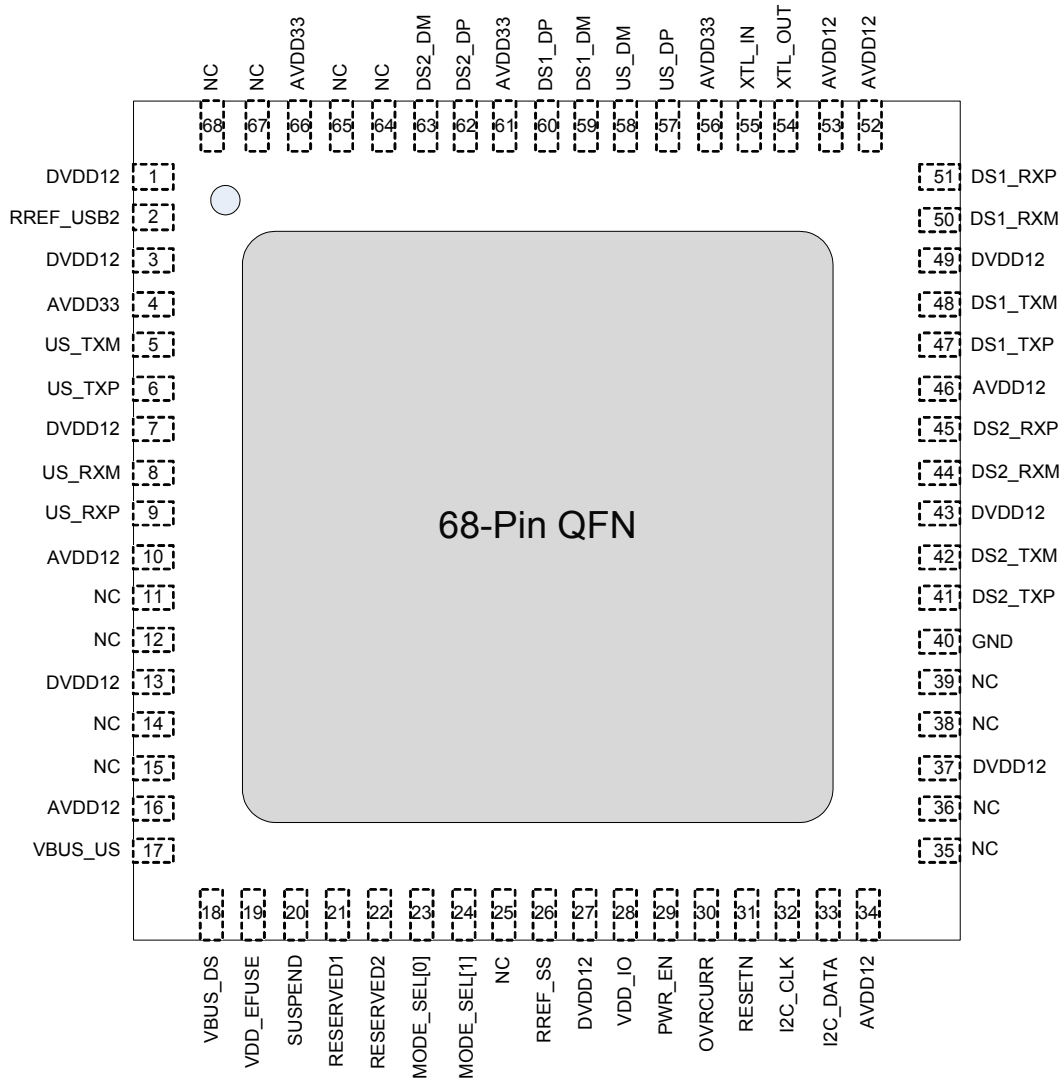 NC
NC
AVDD33
NC
NC
DS2_DM
DS2_DP
AVDD33
DS1_DP
DS1_DM
US_DM
US_DP
AVDD33
XTL_IN
XTL_OUT
AVDD12
AVDD12
68 67 66 65 64 63 62 61 60 59 58 57 56 55 54 53 52
DVDD12 1
RREF_USB2 2
DVDD12 3
AVDD33 4
US_TXM 5
US_TXP 6
DVDD12 7
US_RXM 8
US_RXP 9
AVDD12 10
NC 11
NC 12
DVDD12 13
NC 14
NC 15
AVDD12 16
VBUS_US 17
68-Pin QFN
51 DS1_RXP
50 DS1_RXM
49 DVDD12
48 DS1_TXM
47 DS1_TXP
46 AVDD12
45 DS2_RXP
44 DS2_RXM
43 DVDD12
42 DS2_TXM
41 DS2_TXP
40 GND
39 NC
38 NC
37 DVDD12
36 NC
35 NC
18 19 20 21 22 23 24 25 26 27 28 29 30 31 32 33 34
VBUS_DS
VDD_EFUSE
SUSPEND
RESERVED1
RESERVED2
MODE_SEL[0]
MODE_SEL[1]
NC
RREF_SS
DVDD12
VDD_IO
PWR_EN
OVRCURR
RESETN
I2C_CLK
I2C_DATA
AVDD12